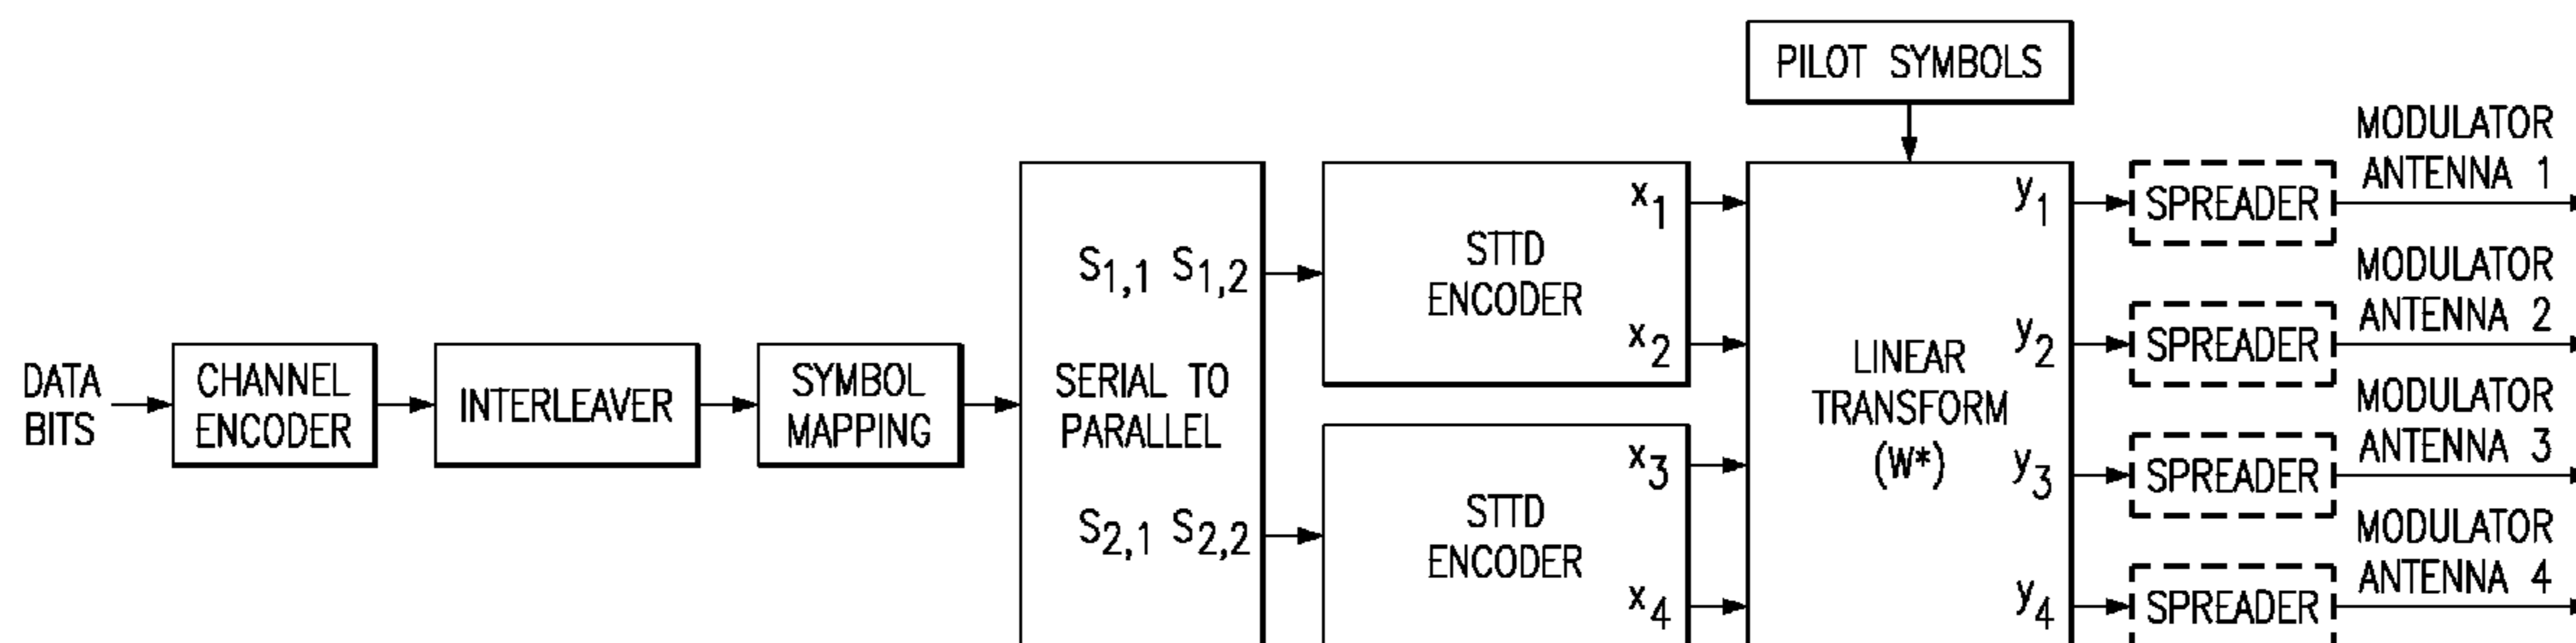 PILOT SYMBOLS
DATA
BITS
CHANNEL
ENCODER
INTERLEAVER
SYMBOL
MAPPING
S1,1 S1,2
SERIAL TO
PARALLEL
S2,1 S2,2
x1
STTD
ENCODER
x2
x3
STTD
ENCODER
x4
LINEAR
TRANSFORM
(W*)
y1
y2
y3
y4
SPREADER
MODULATOR
ANTENNA 1
SPREADER
MODULATOR
ANTENNA 2
SPREADER
MODULATOR
ANTENNA 3
SPREADER
MODULATOR
ANTENNA 4